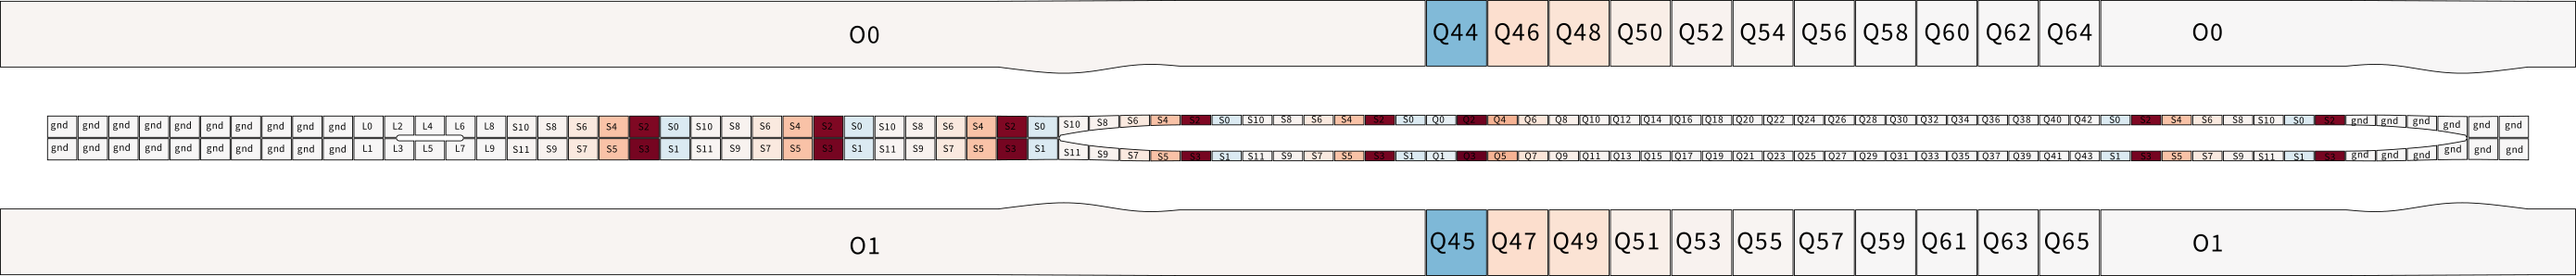 O0 Q44 Q46 Q48 Q50 Q52 Q54 Q56 Q58 Q60 Q62 Q64 O0
gnd gnd gnd gnd gnd gnd gnd gnd gnd gnd L0 L2 L4 L6 L8 S10 S8 S6 S4 S2 S0 S10 S8 S6 S4 S2 S0 S10 S8 S6 S4 S2 S0 S10 S8 S6 S4 S2 S0 S10 S8 S6 S4 S2 S0 Q0 Q2 Q4 Q6 Q8 Q10 Q12 Q14 Q16 Q18 Q20 Q22 Q24 Q26 Q28 Q30 Q32 Q34 Q36 Q38 Q40 Q42 S0 S2 S4 S6 S8 S10 S0 S2 gnd gnd gnd gnd gnd gnd
gnd gnd gnd gnd gnd gnd gnd gnd gnd gnd L1 L3 L5 L7 L9 S11 S9 S7 S5 S3 S1 S11 S9 S7 S5 S3 S1 S11 S9 S7 S5 S3 S1 S11 S9 S7 S5 S3 S1 S11 S9 S7 S5 S3 S1 Q1 Q3 Q5 Q7 Q9 Q11 Q13 Q15 Q17 Q19 Q21 Q23 Q25 Q27 Q29 Q31 Q33 Q35 Q37 Q39 Q41 Q43 S1 S3 S5 S7 S9 S11 S1 S3 gnd gnd gnd gnd gnd gnd
O1 Q45 Q47 Q49 Q51 Q53 Q55 Q57 Q59 Q61 Q63 Q65 O1